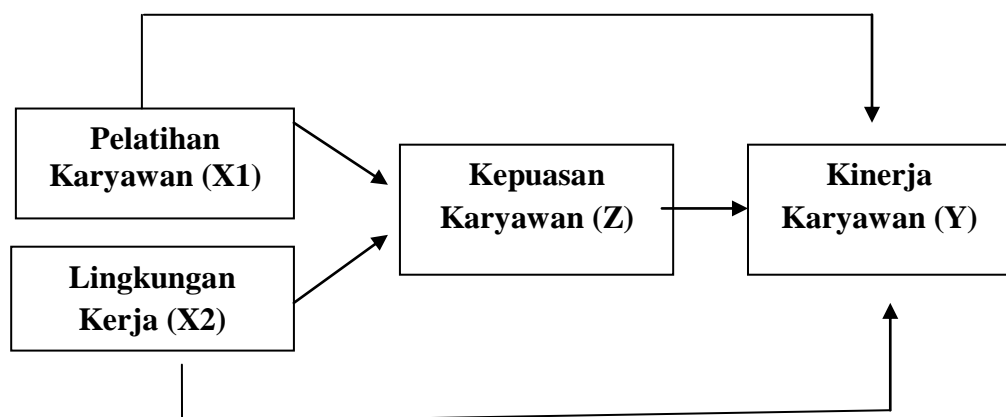 Pelatihan
Karyawan (X1)
Kepuasan
Karyawan (Z)
Kinerja
Karyawan (Y)
Lingkungan
Kerja (X2)